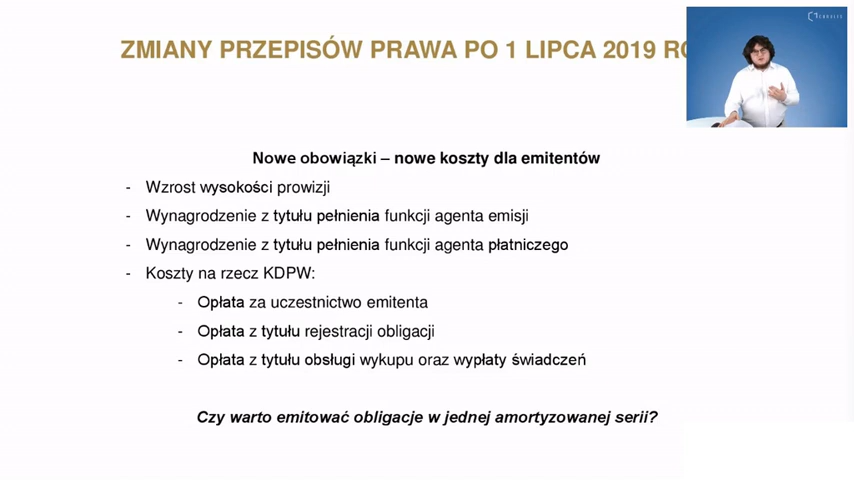 ZMIANY PRZEPISÓW PRAWA PO 1 LIPCA 2019
Nowe obowiązki – nowe koszty dla emitentów
- Wzrost wysokości prowizji
- Wynagrodzenie z tytułu pełnienia funkcji agenta emisji
- Wynagrodzenie z tytułu pełnienia funkcji agenta płatniczego
- Koszty na rzecz KDPW:
- Opłata za uczestnictwo emitenta
- Opłata z tytułu rejestracji obligacji
- Opłata z tytułu obsługi wykupu oraz wypłaty świadczeń
Czy warto emitować obligacje w jednej amortyzowanej serii?